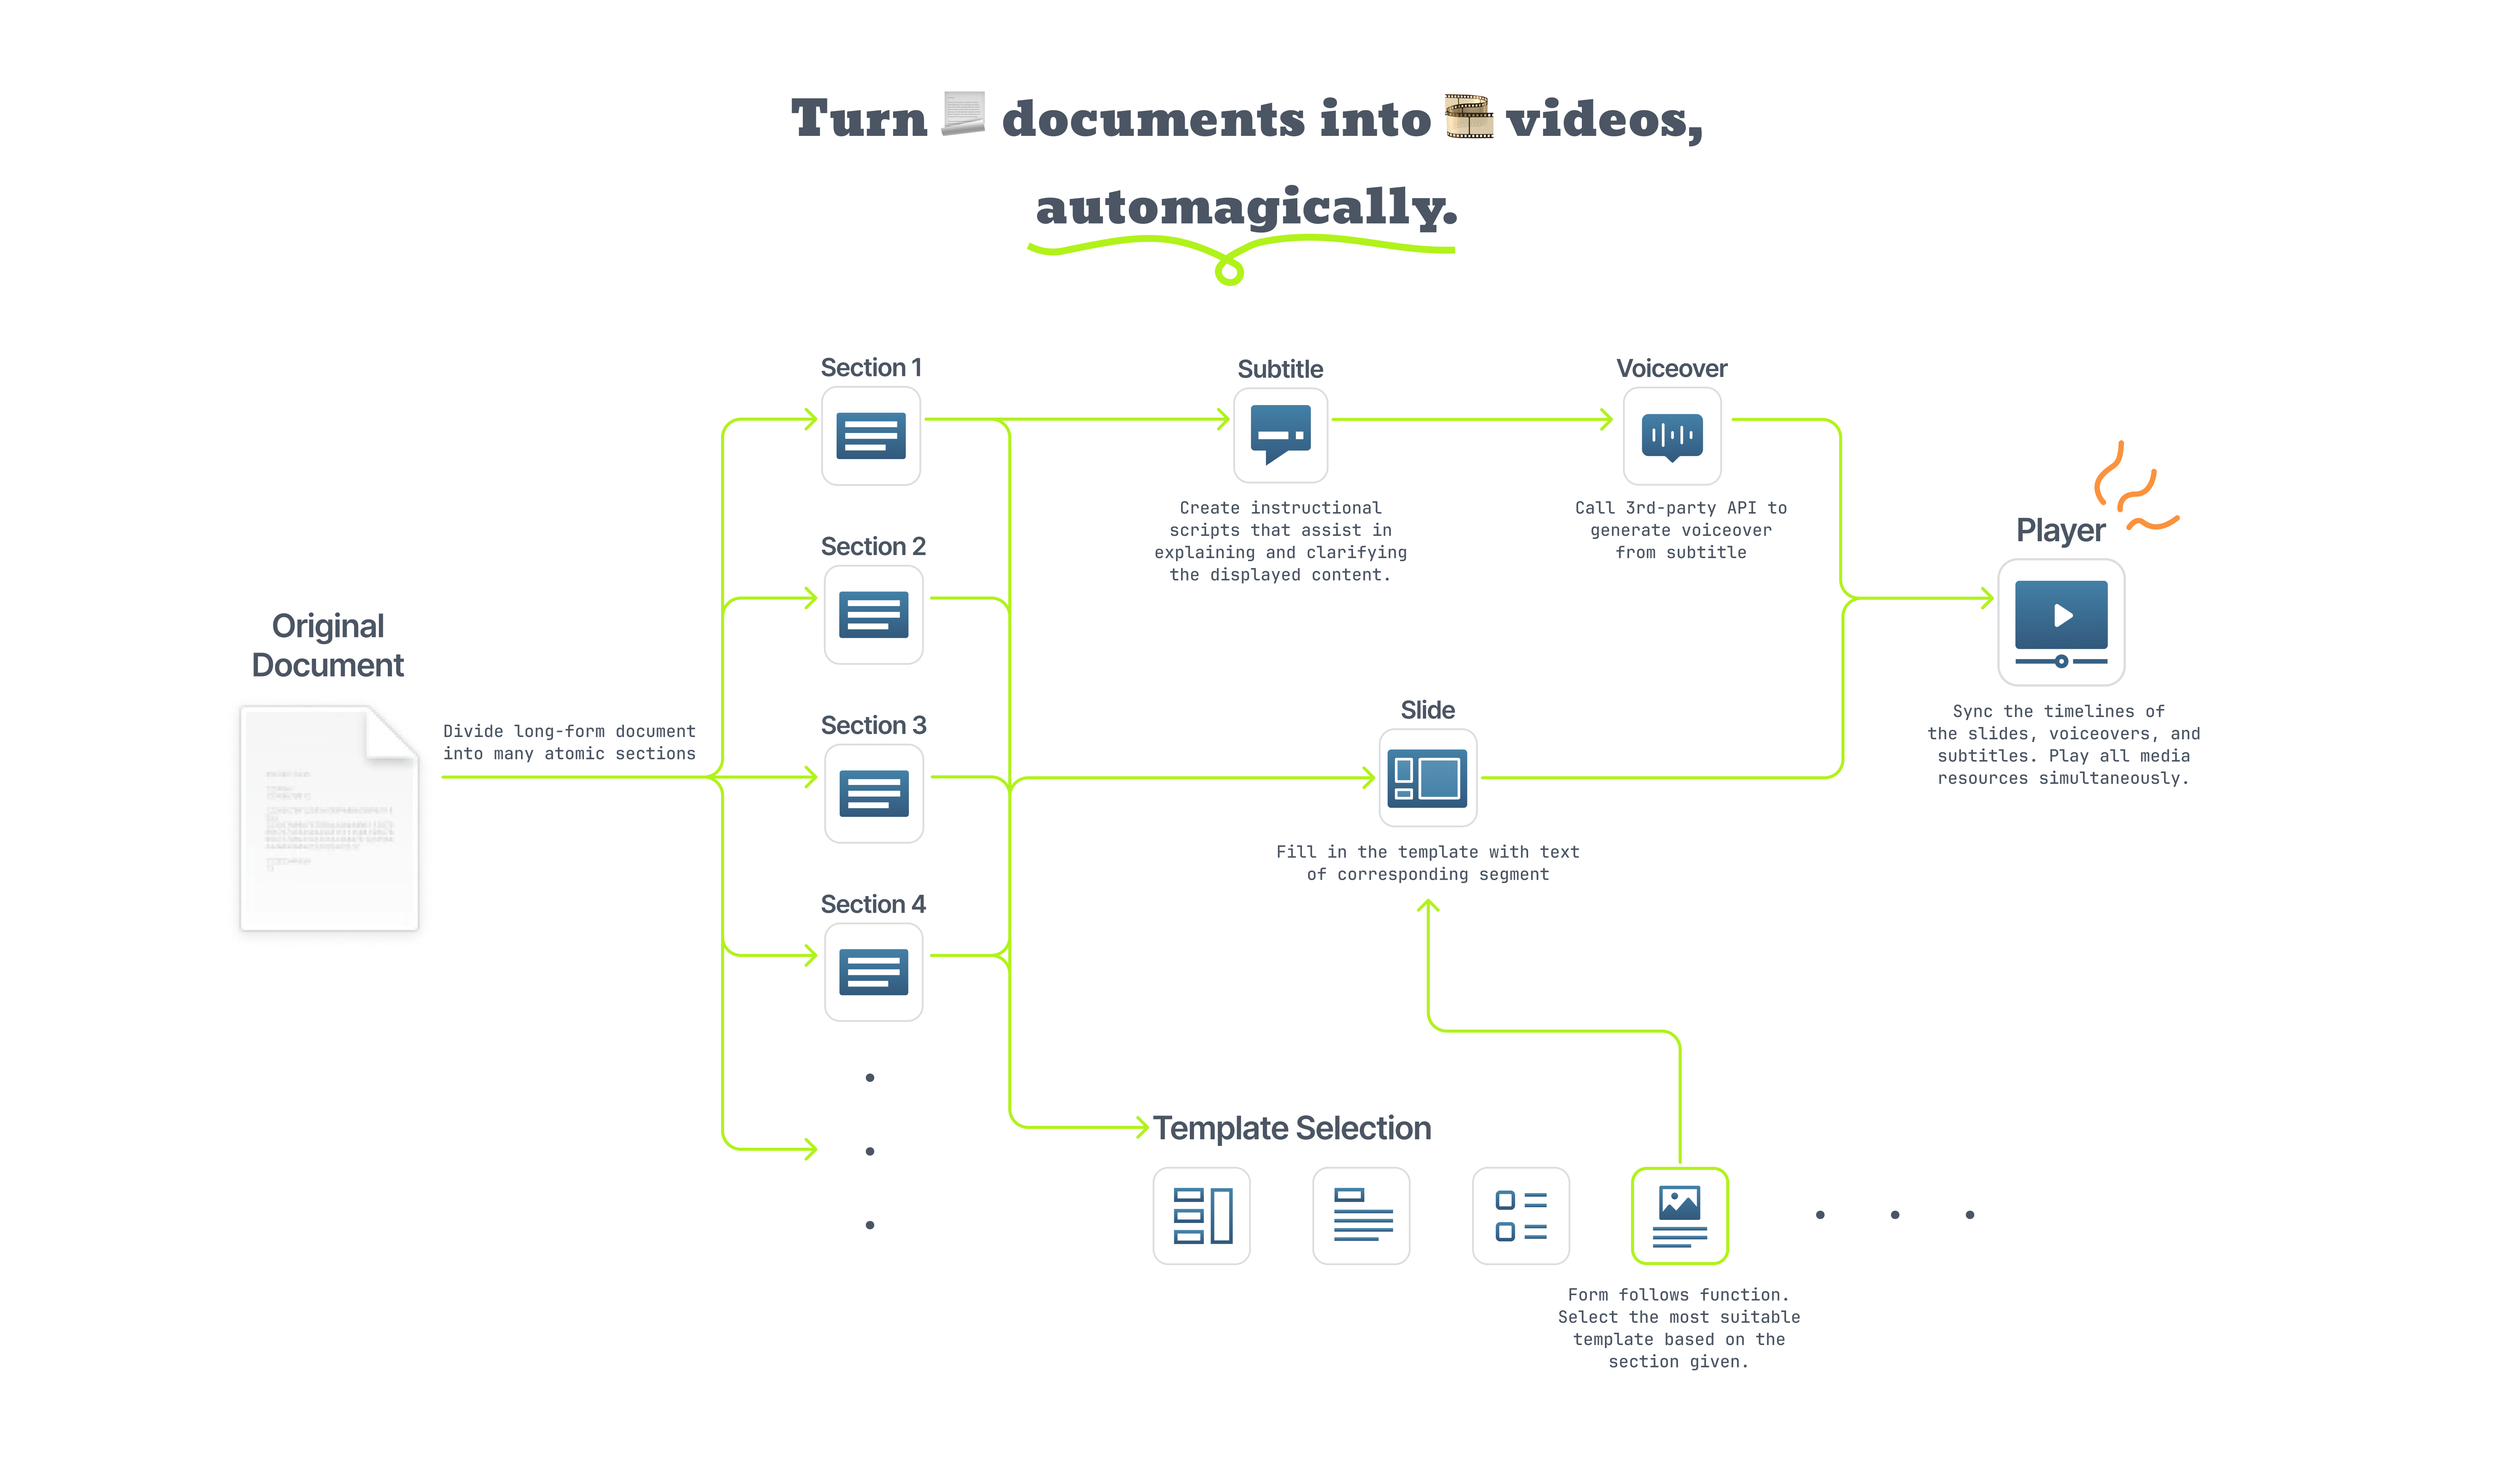 Turn documents into videos,
automagically.
Original
Document
Divide long-form document
into many atomic sections
Section 1
Section 2
Section 3
Section 4
Subtitle
Create instructional
scripts that assist in
explaining and clarifying
the displayed content.
Voiceover
Call 3rd-party API to
generate voiceover
from subtitle
Slide
Fill in the template with text
of corresponding segment
Player
Sync the timelines of
the slides, voiceovers, and
subtitles. Play all media
resources simultaneously.
Template Selection
Form follows function.
Select the most suitable
template based on the
section given.